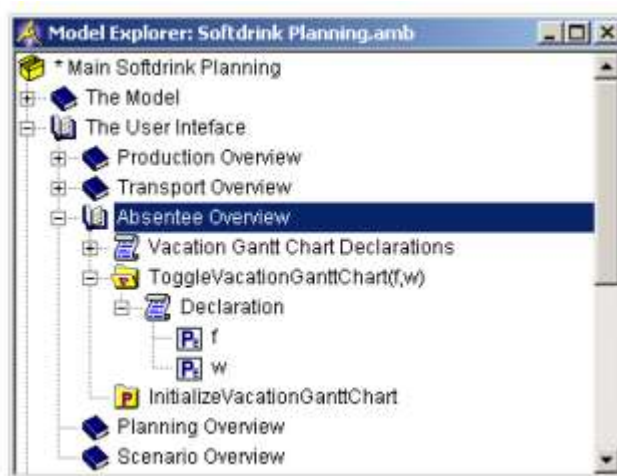 Model Explorer: Softdrink Planning.amb
* Main Softdrink Planning
The Model
The User Inteface
Production Overview
Transport Overview
Absentee Overview
Vacation Gantt Chart Declarations
ToggleVacationGanttChart(f,w)
Declaration
f
w
InitializeVacationGanttChart
Planning Overview
Scenario Overview